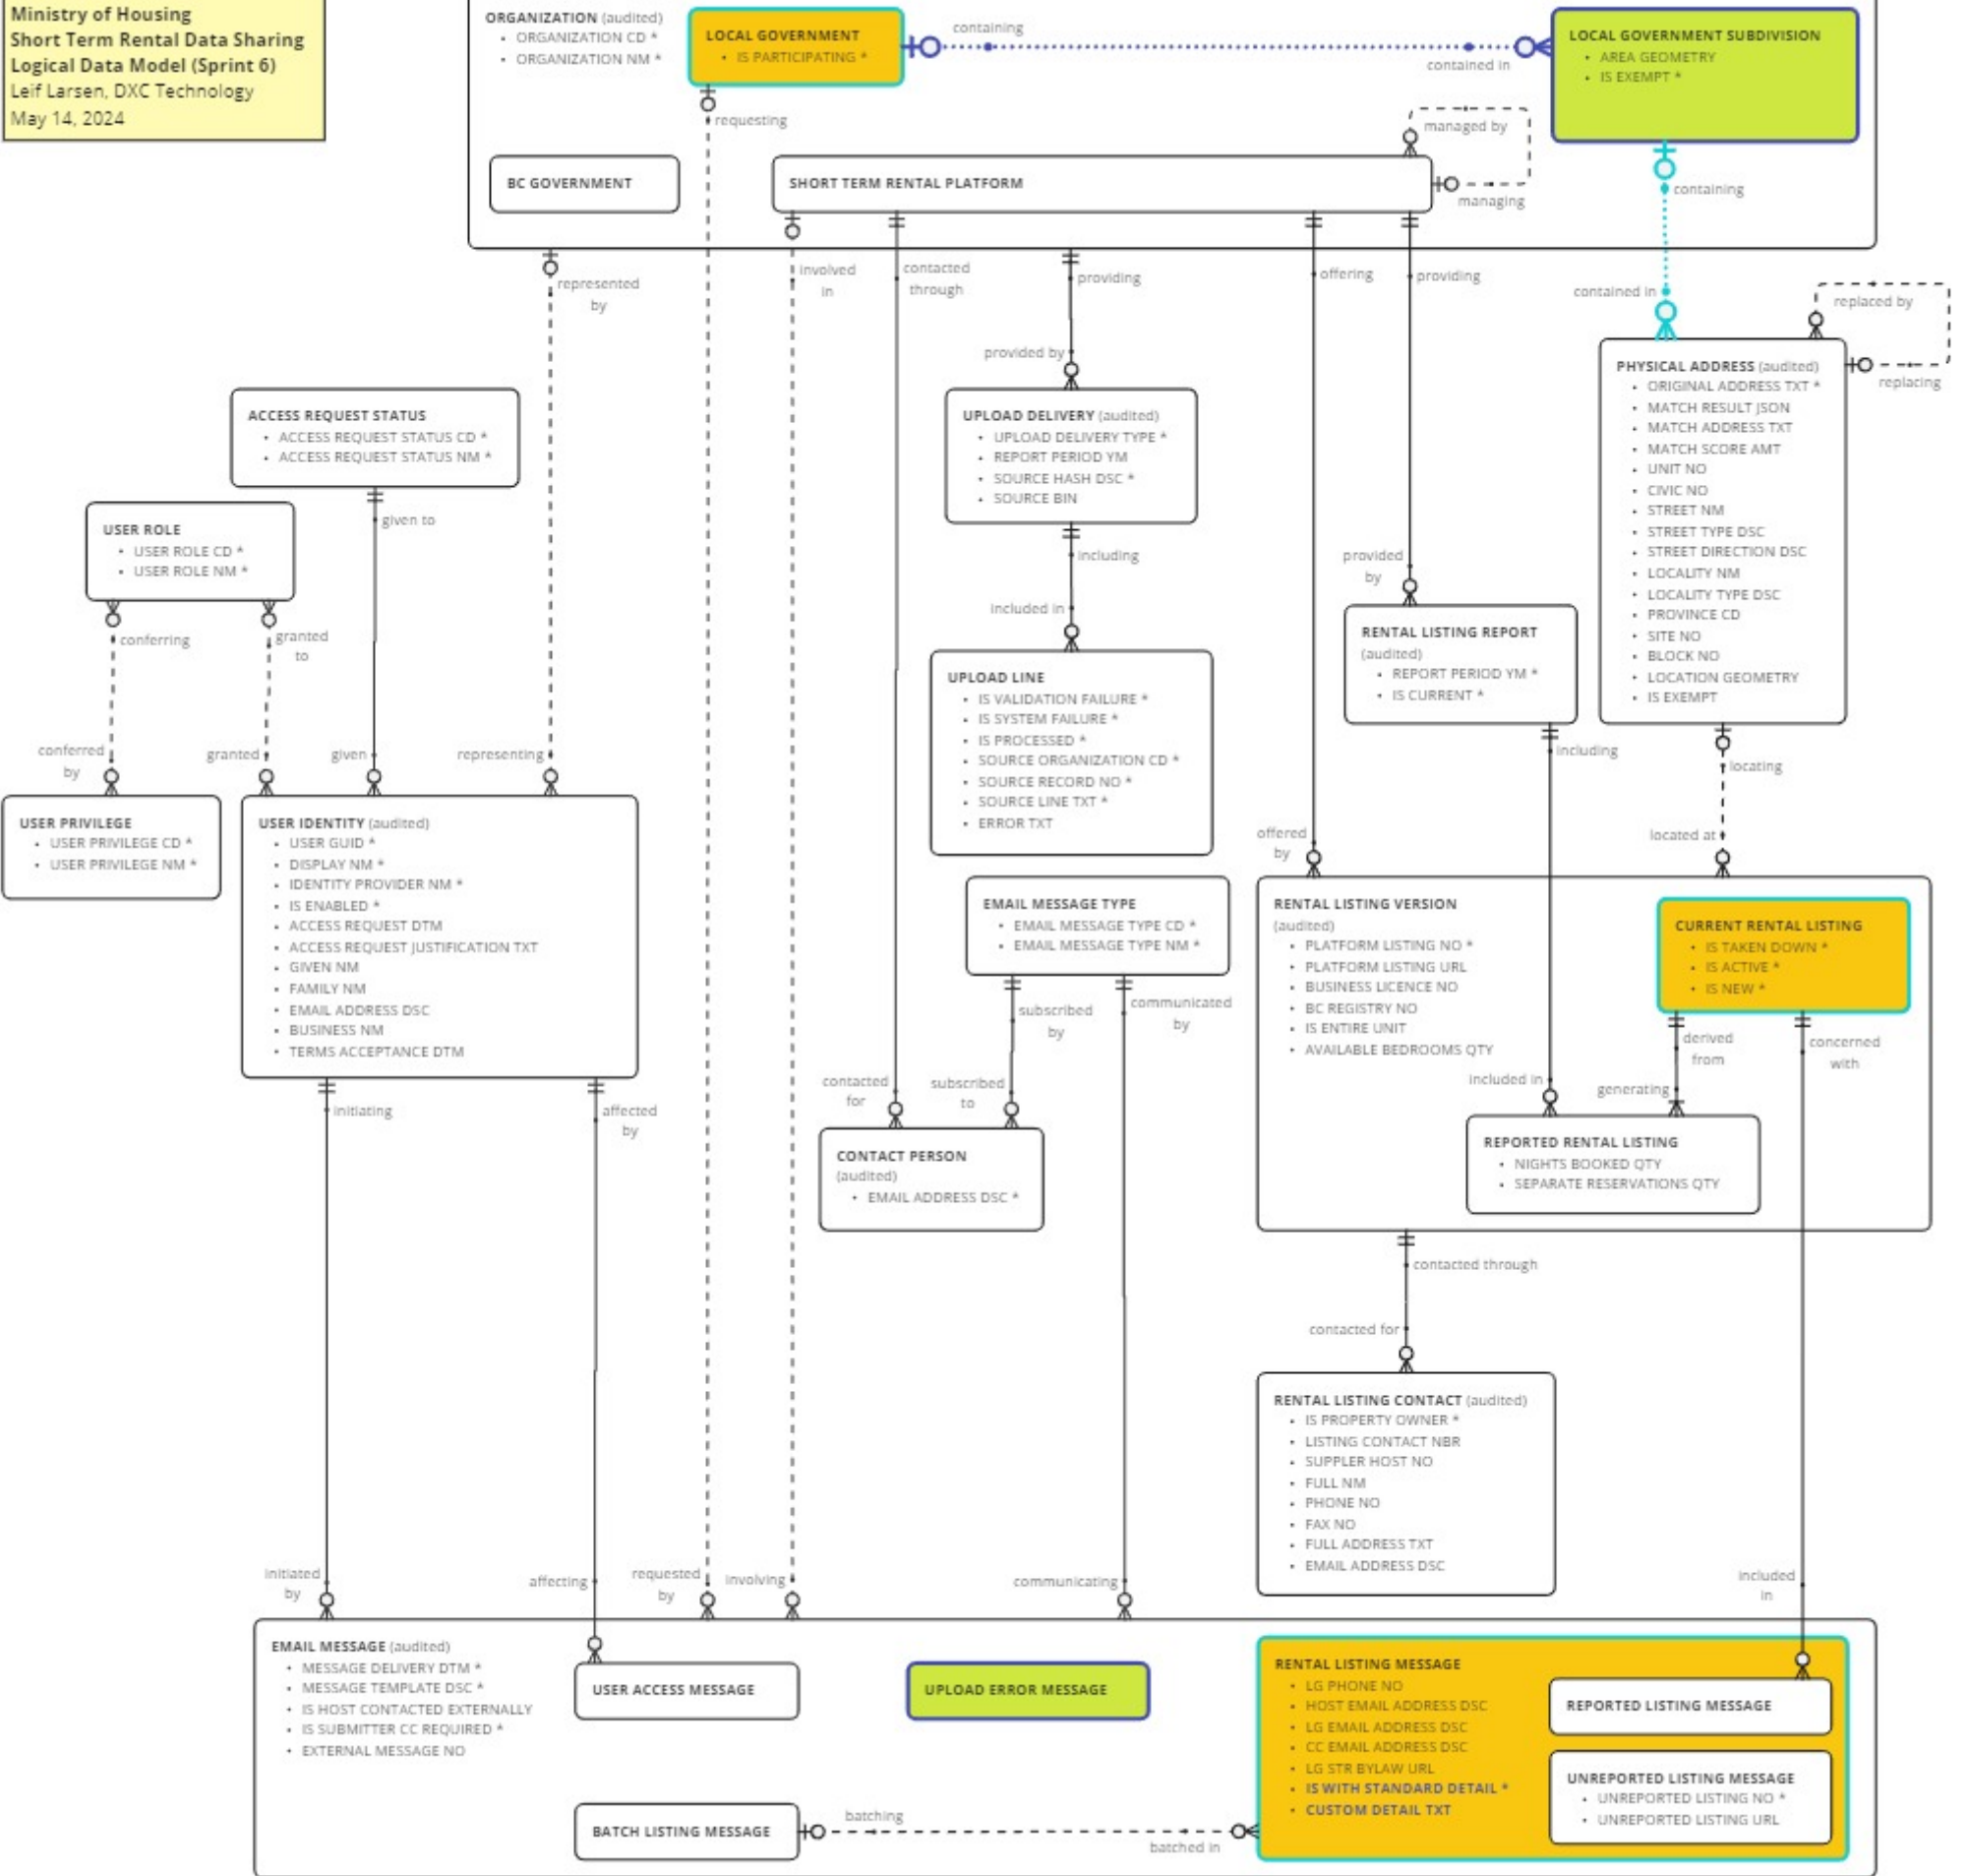 Ministry of Housing
Short Term Rental Data Sharing
Logical Data Model (Sprint 6)
Leif Larsen, DXC Technology
May 14, 2024
ORGANIZATION (audited)
• ORGANIZATION CD *
• ORGANIZATION NM *
LOCAL GOVERNMENT
• IS PARTICIPATING *
containing
contained in
LOCAL GOVERNMENT SUBDIVISION
• AREA GEOMETRY
• IS EXEMPT *
requesting
managed by
managing
BC GOVERNMENT
SHORT TERM RENTAL PLATFORM
containing
contained in
represented
by
involved
in
contacted
through
providing
offering
providing
replaced by
replacing
provided by
PHYSICAL ADDRESS (audited)
• ORIGINAL ADDRESS TXT *
• MATCH RESULT JSON
• MATCH ADDRESS TXT
• MATCH SCORE AMT
• UNIT NO
• CIVIC NO
• STREET NM
• STREET TYPE DSC
• STREET DIRECTION DSC
• LOCALITY NM
• LOCALITY TYPE DSC
• PROVINCE CD
• SITE NO
• BLOCK NO
• LOCATION GEOMETRY
• IS EXEMPT
ACCESS REQUEST STATUS
• ACCESS REQUEST STATUS CD *
• ACCESS REQUEST STATUS NM *
given to
UPLOAD DELIVERY (audited)
• UPLOAD DELIVERY TYPE *
• REPORT PERIOD YM
• SOURCE HASH DSC *
• SOURCE BIN
including
included in
USER ROLE
• USER ROLE CD *
• USER ROLE NM *
conferring
granted
to
provided
by
RENTAL LISTING REPORT
(audited)
• REPORT PERIOD YM *
• IS CURRENT *
including
UPLOAD LINE
• IS VALIDATION FAILURE *
• IS SYSTEM FAILURE *
• IS PROCESSED *
• SOURCE ORGANIZATION CD *
• SOURCE RECORD NO *
• SOURCE LINE TXT *
• ERROR TXT
conferred
by
granted
given
representing
locating
located at
offered
by
USER PRIVILEGE
• USER PRIVILEGE CD *
• USER PRIVILEGE NM *
USER IDENTITY (audited)
• USER GUID *
• DISPLAY NM *
• IDENTITY PROVIDER NM *
• IS ENABLED *
• ACCESS REQUEST DTM
• ACCESS REQUEST JUSTIFICATION TXT
• GIVEN NM
• FAMILY NM
• EMAIL ADDRESS DSC
• BUSINESS NM
• TERMS ACCEPTANCE DTM
EMAIL MESSAGE TYPE
• EMAIL MESSAGE TYPE CD *
• EMAIL MESSAGE TYPE NM *
subscribed
by
communicated
by
RENTAL LISTING VERSION
(audited)
• PLATFORM LISTING NO *
• PLATFORM LISTING URL
• BUSINESS LICENCE NO
• BC REGISTRY NO
• IS ENTIRE UNIT
• AVAILABLE BEDROOMS QTY
CURRENT RENTAL LISTING
• IS TAKEN DOWN *
• IS ACTIVE *
• IS NEW *
derived
from
concerned
with
included in
generating
REPORTED RENTAL LISTING
• NIGHTS BOOKED QTY
• SEPARATE RESERVATIONS QTY
initiating
affected
by
contacted
for
subscribed
to
CONTACT PERSON
(audited)
• EMAIL ADDRESS DSC *
contacted through
contacted for
RENTAL LISTING CONTACT (audited)
• IS PROPERTY OWNER *
• LISTING CONTACT NBR
• SUPPLER HOST NO
• FULL NM
• PHONE NO
• FAX NO
• FULL ADDRESS TXT
• EMAIL ADDRESS DSC
initiated
by
affecting
requested
by
involving
communicating
included
in
EMAIL MESSAGE (audited)
• MESSAGE DELIVERY DTM *
• MESSAGE TEMPLATE DSC *
• IS HOST CONTACTED EXTERNALLY
• IS SUBMITTER CC REQUIRED *
• EXTERNAL MESSAGE NO
USER ACCESS MESSAGE
UPLOAD ERROR MESSAGE
RENTAL LISTING MESSAGE
• LG PHONE NO
• HOST EMAIL ADDRESS DSC
• LG EMAIL ADDRESS DSC
• CC EMAIL ADDRESS DSC
• LG STR BYLAW URL
• IS WITH STANDARD DETAIL *
• CUSTOM DETAIL TXT
REPORTED LISTING MESSAGE
UNREPORTED LISTING MESSAGE
• UNREPORTED LISTING NO *
• UNREPORTED LISTING URL
BATCH LISTING MESSAGE
batching
batched in